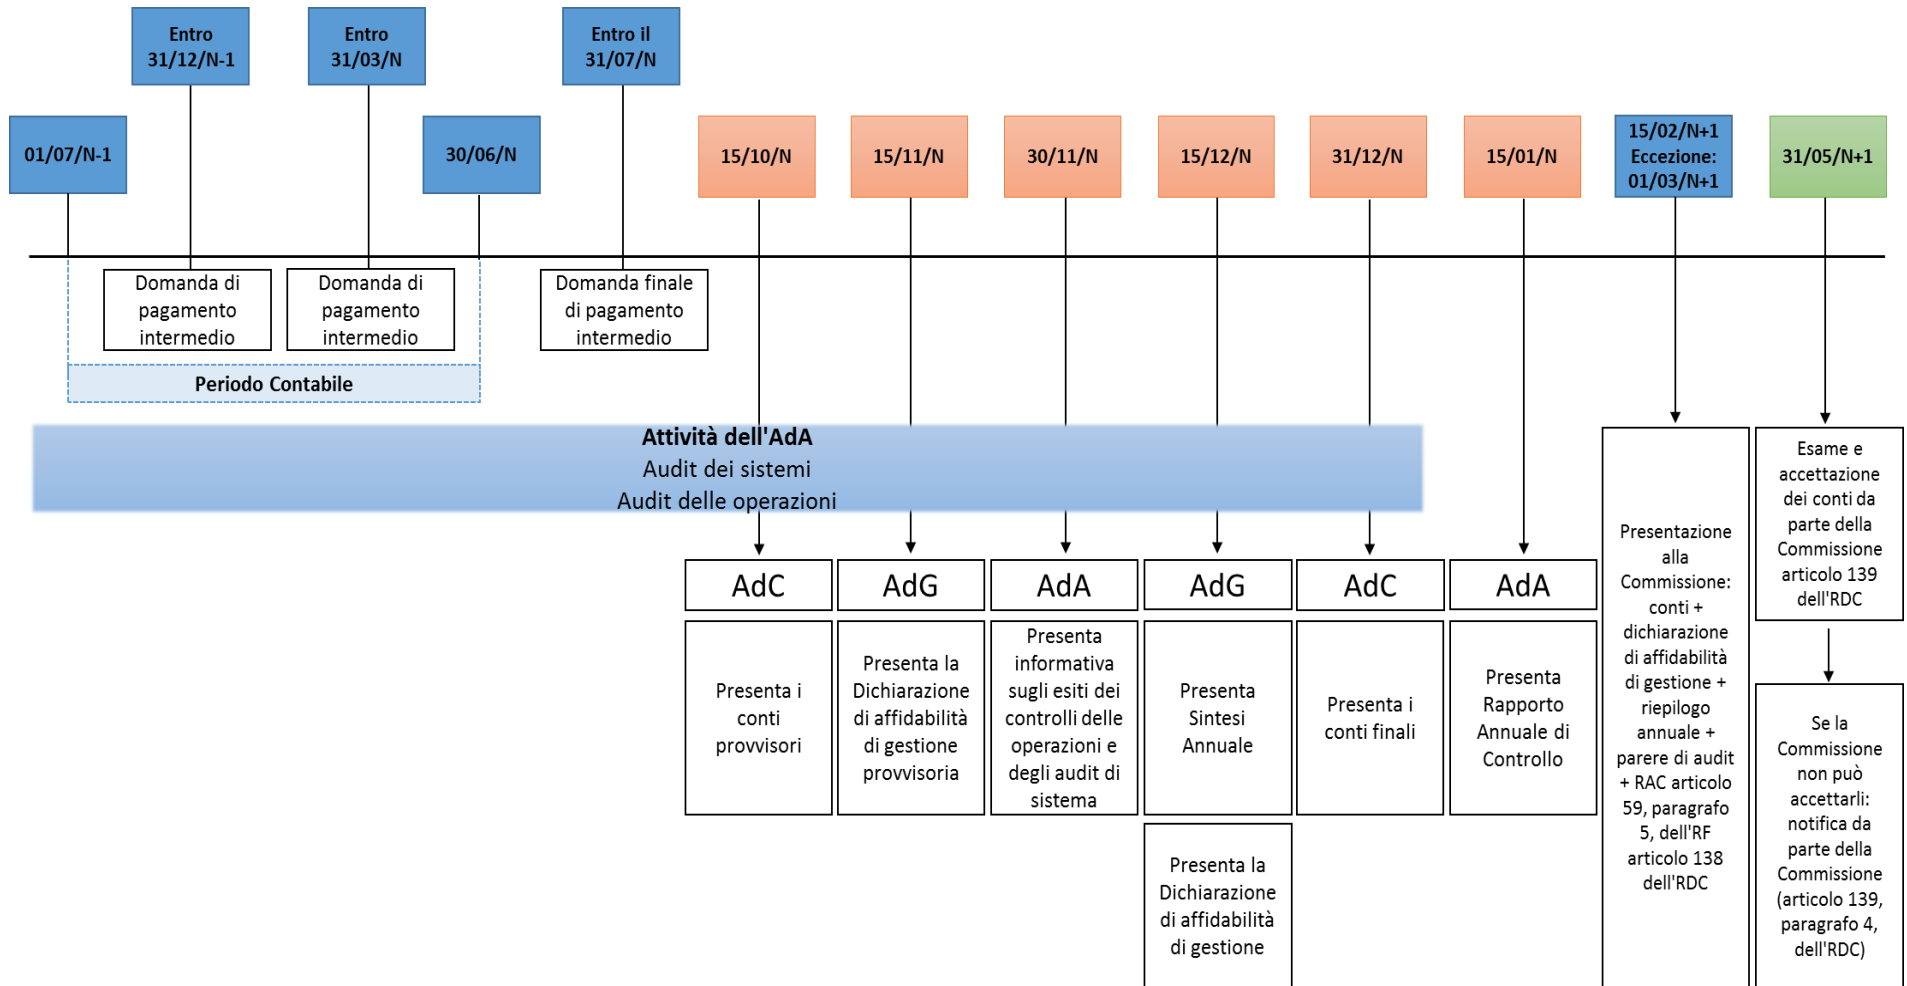 Entro
31/12/N-1
Entro
31/03/N
Entro il
31/07/N
01/07/N-1
30/06/N
15/10/N
15/11/N
30/11/N
15/12/N
31/12/N
15/01/N
15/02/N+1
Eccezione:
01/03/N+1
31/05/N+1
Domanda di
pagamento
intermedio
Domanda di
pagamento
intermedio
Domanda finale
di pagamento
intermedio
Periodo Contabile
Attività dell'AdA
Audit dei sistemi
Audit delle operazioni
AdC
Presenta i
conti
provvisori
AdG
Presenta la
Dichiarazione
di affidabilità
di gestione
provvisoria
AdA
Presenta
informativa
sugli esiti dei
controlli delle
operazioni e
degli audit di
sistema
AdG
Presenta
Sintesi
Annuale
Presenta la
Dichiarazione
di affidabilità
di gestione
AdC
Presenta i
conti finali
AdA
Presenta
Rapporto
Annuale di
Controllo
Presentazione
alla
Commissione:
conti +
dichiarazione
di affidabilità
di gestione +
riepilogo
annuale +
parere di audit
+ RAC articolo
59, paragrafo
5, dell'RF
articolo 138
dell'RDC
Esame e
accettazione
dei conti da
parte della
Commissione
articolo 139
dell'RDC
Se la
Commissione
non può
accettarli:
notifica da
parte della
Commissione
(articolo 139,
paragrafo 4,
dell'RDC)